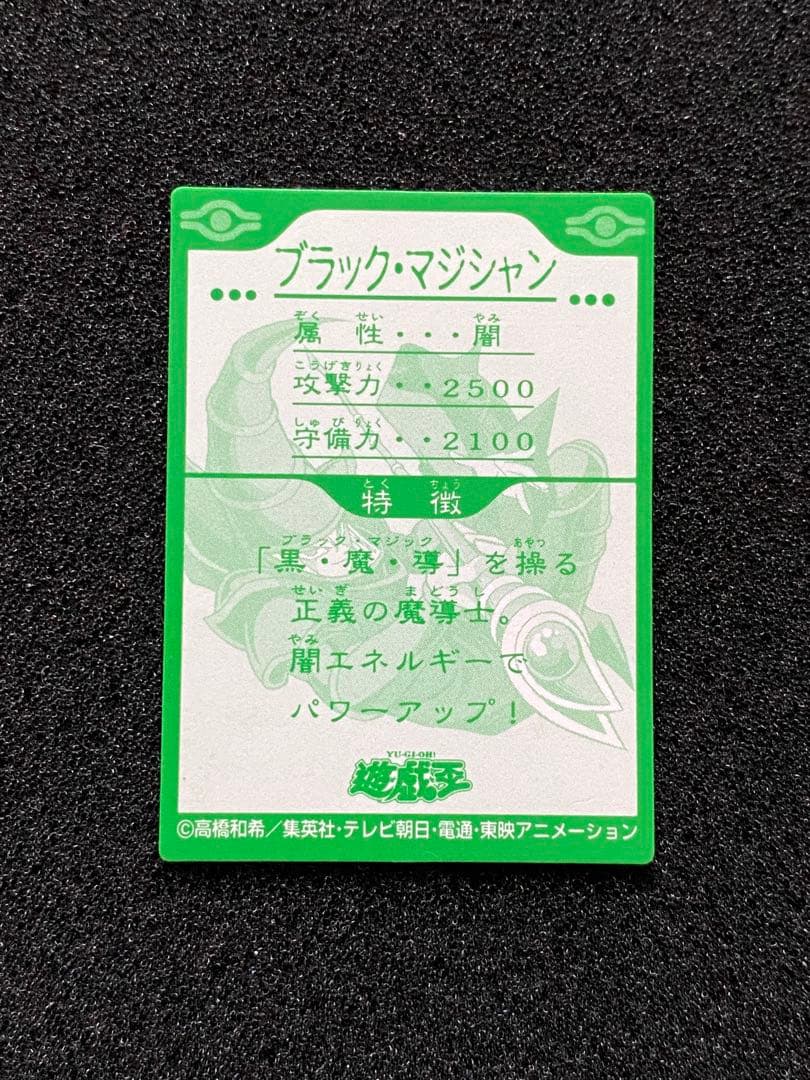 ブラック・マジシャン
ぞく せい やみ
属性・・・闇
こうげきりょく
攻撃力・・2500
しゅびりょく
守備力・・2100
とくちょう
特徴
ブラック・マジック あやつ
「黒・魔・導」を操る
せいぎ まどうし
正義の魔導士。
やみ
闇エネルギーで
パワーアップ!
YU-GI-OH!
遊戯王
©高橋和希／集英社・テレビ朝日・電通・東映アニメーション